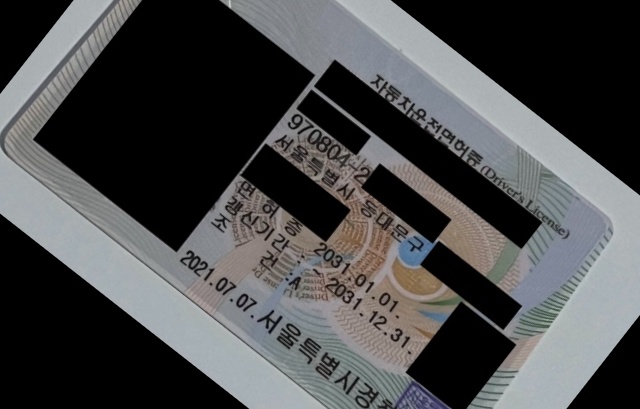 자동차운전면허증 (Driver's License)
970804-2
서울특별시 동대문구
면 허 증
갱신기간 : 2031.01.01.
~ 2031.12.31.
조 건 : A
2021.07.07. 서울특별시경찰